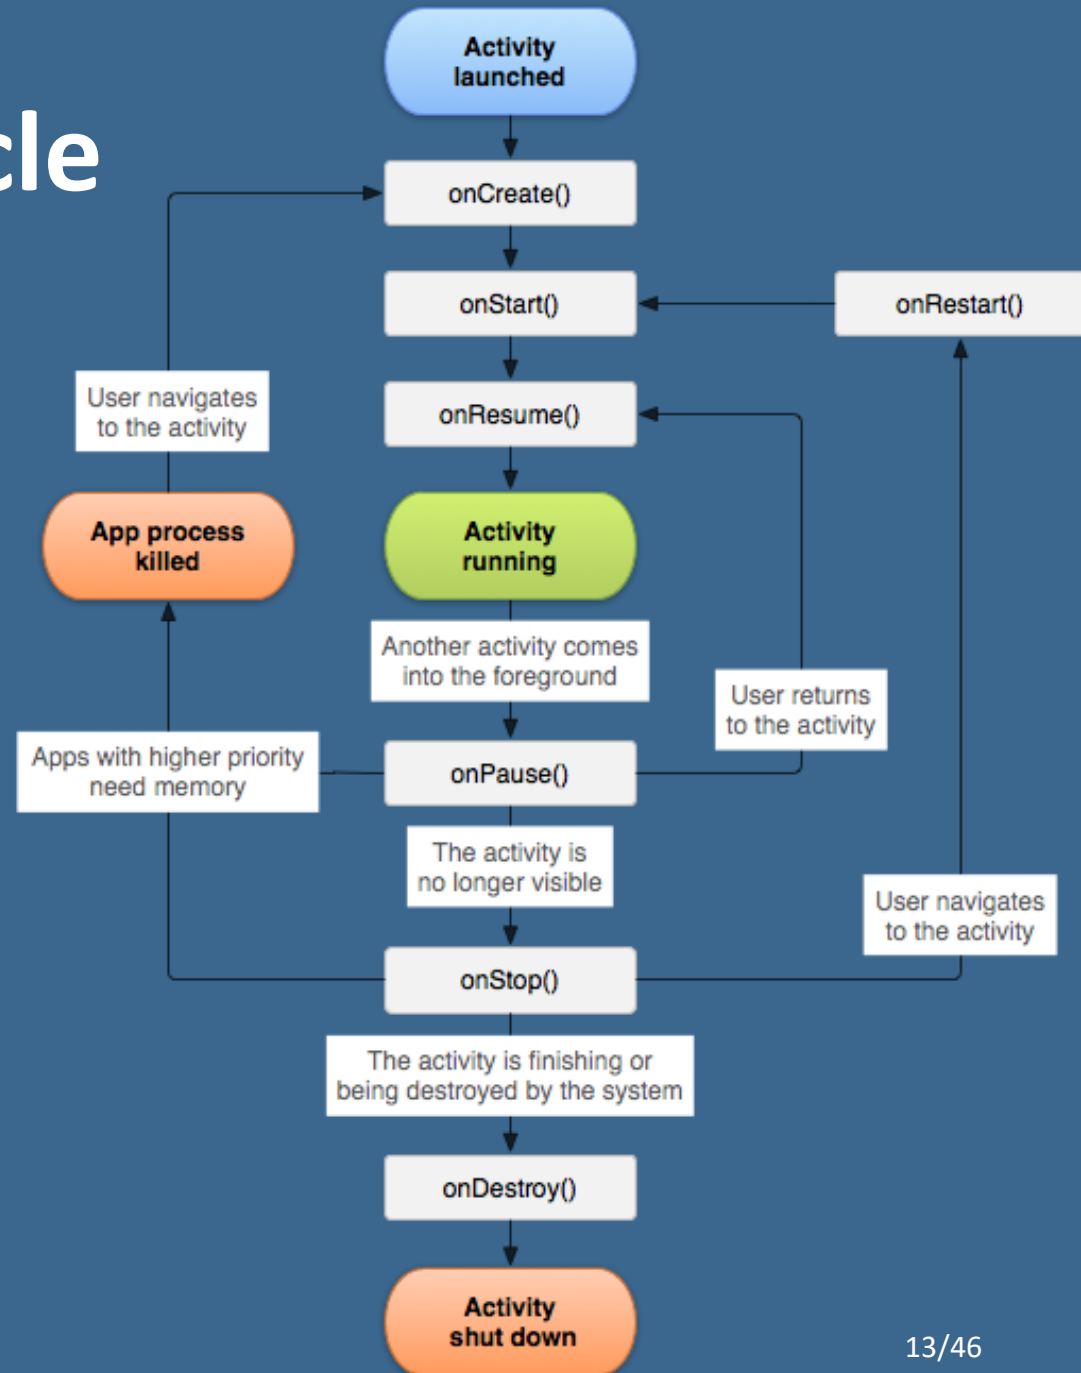 Activity
launched
cle
onCreate()
onStart()
onRestart()
User navigates
to the activity
onResume()
App process
killed
Activity
running
Another activity comes
into the foreground
User returns
to the activity
Apps with higher priority
need memory
onPause()
The activity is
no longer visible
User navigates
to the activity
onStop()
The activity is finishing or
being destroyed by the system
onDestroy()
Activity
shut down
13/46